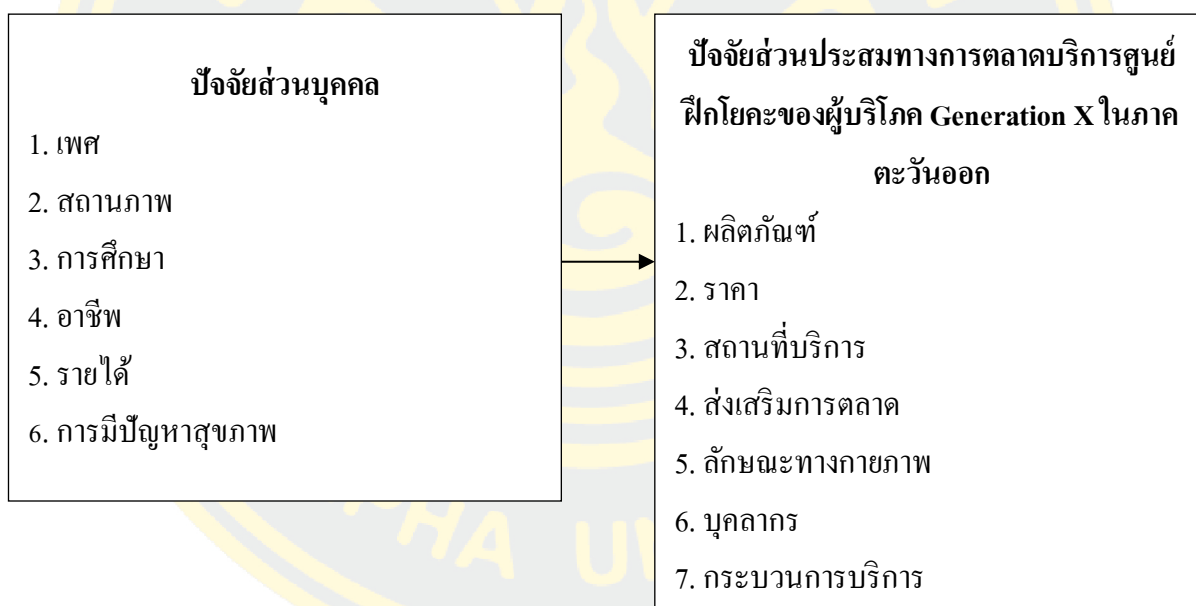 ปัจจัยส่วนบุคคล
1. เพศ
2. สถานภาพ
3. การศึกษา
4. อาชีพ
5. รายได้
6. การมีปัญหาสุขภาพ
ปัจจัยส่วนประสมทางการตลาดบริการศูนย์
ฝึกโยคะของผู้บริโภค Generation X ในภาค
ตะวันออก
1. ผลิตภัณฑ์
2. ราคา
3. สถานที่บริการ
4. ส่งเสริมการตลาด
5. ลักษณะทางกายภาพ
6. บุคลากร
7. กระบวนการบริการ
PHA U